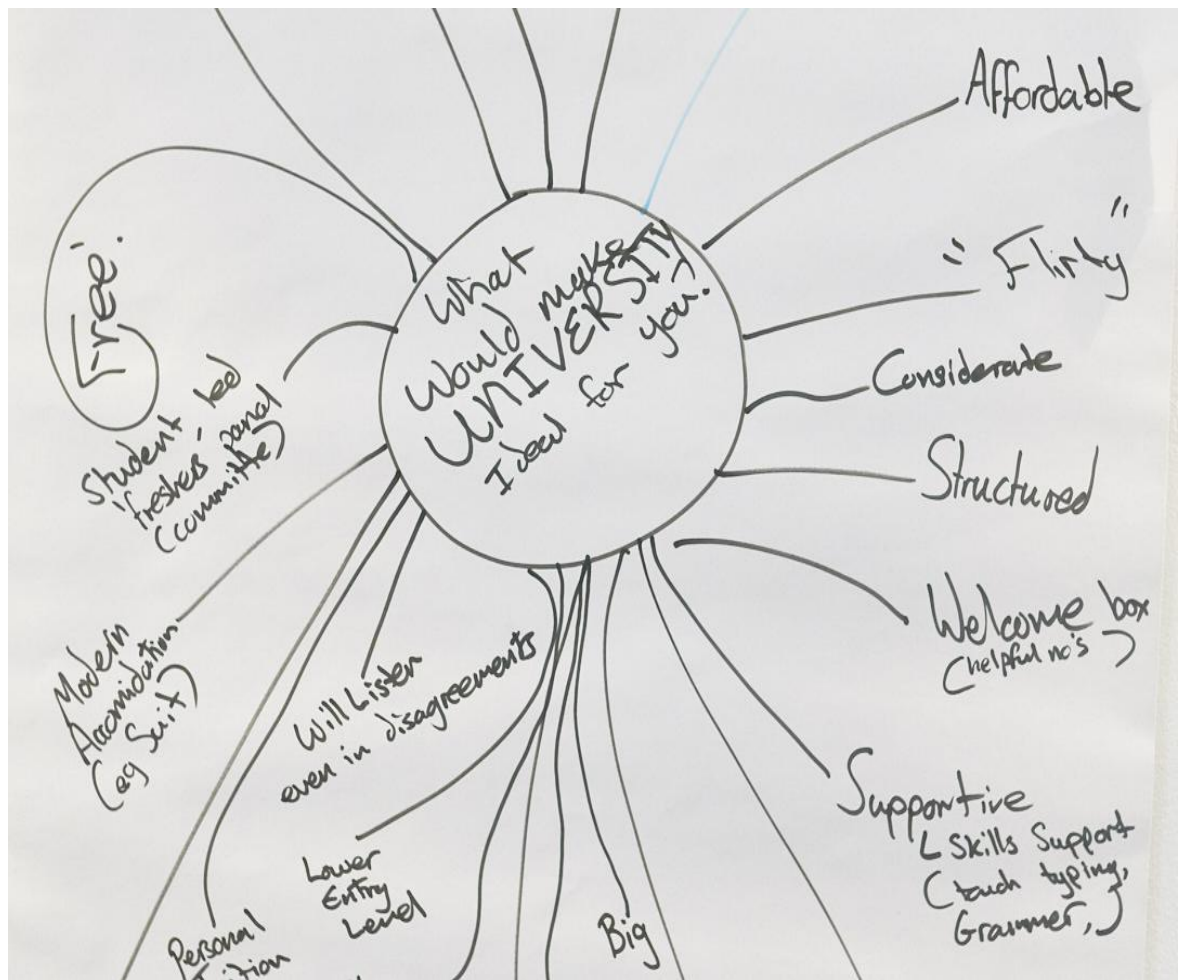 What
Would make
UNIVERSITY
Ideal for you.
Affordable
"Flirty"
Considerate
Structured
Welcome box
(helpful no's)
Supportive
L Skills Support
(touch typing,
Grammer,)
Big
Lower
Entry
Level
Personal
Will Listen
even in disagreements
Modern
Accomidation
(eg Suit)
Student led
'freshers' panal
(committe)
'Free'.